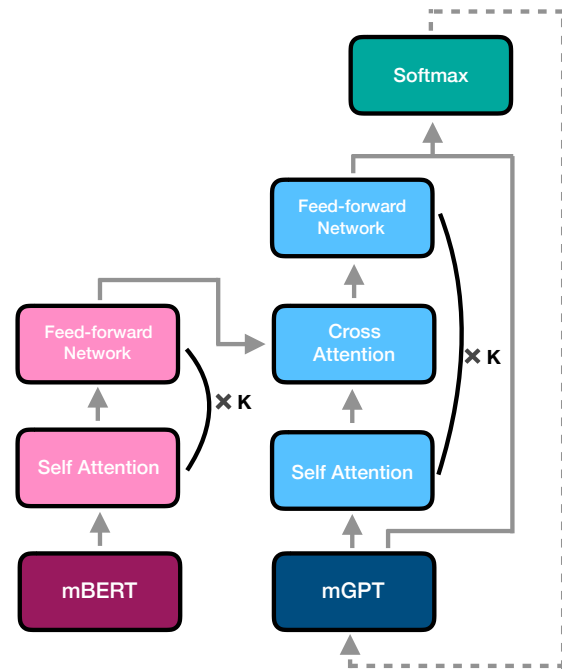 Softmax
Feed-forward
Network
Feed-forward
Network
Cross
Attention
× K
× K
Self Attention
Self Attention
mBERT
mGPT